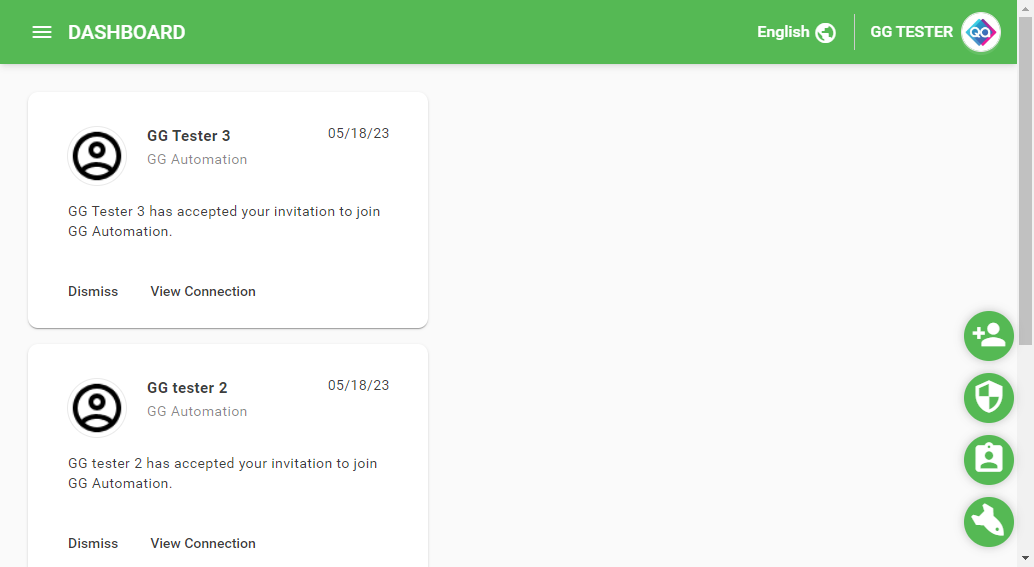 DASHBOARD
English
GG TESTER
QA
GG Tester 3
05/18/23
GG Automation
GG Tester 3 has accepted your invitation to join
GG Automation.
Dismiss
View Connection
GG tester 2
05/18/23
GG Automation
GG tester 2 has accepted your invitation to join
GG Automation.
Dismiss
View Connection